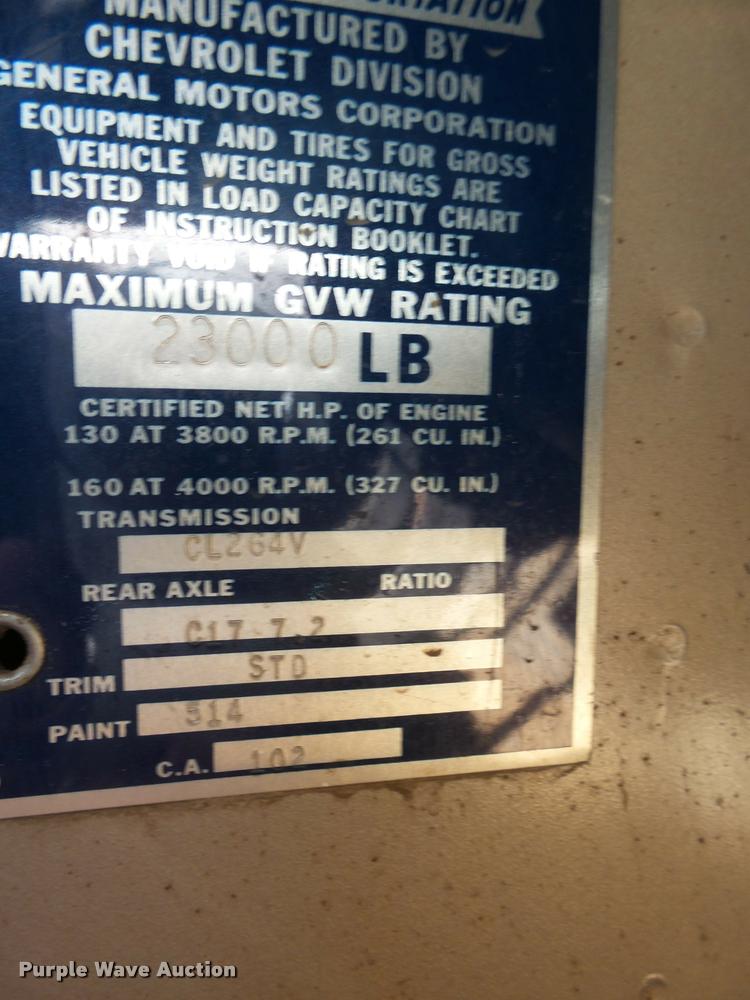 MANUFACTURED BY
CHEVROLET DIVISION
GENERAL MOTORS CORPORATION
EQUIPMENT AND TIRES FOR GROSS
VEHICLE WEIGHT RATINGS ARE
LISTED IN LOAD CAPACITY CHART
OF INSTRUCTION BOOKLET.
WARRANTY VOID IF RATING IS EXCEEDED
MAXIMUM GVW RATING
23000 LB
CERTIFIED NET H.P. OF ENGINE
130 AT 3800 R.P.M. (261 CU. IN.)
160 AT 4000 R.P.M. (327 CU. IN.)
TRANSMISSION
CL264V
REAR AXLE RATIO
C17 7.2
TRIM STD
PAINT 514
C.A. 102
Purple Wave Auction